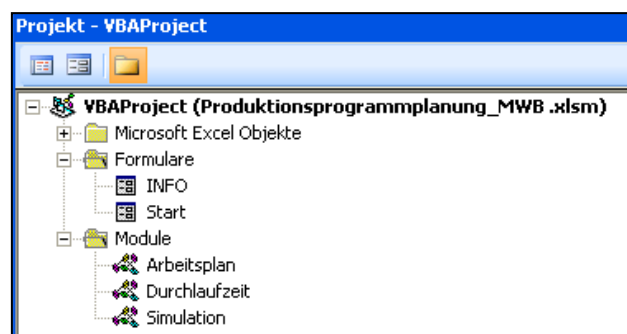 Projekt - VBAProject
VBAProject (Produktionsprogrammplanung_MWB .xlsm)
Microsoft Excel Objekte
Formulare
INFO
Start
Module
Arbeitsplan
Durchlaufzeit
Simulation